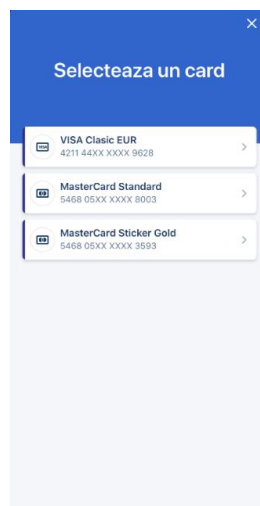 Selecteaza un card
VISA Clasic EUR
4211 44XX XXXX 9628
MasterCard Standard
5468 05XX XXXX 8003
MasterCard Sticker Gold
5468 05XX XXXX 3593